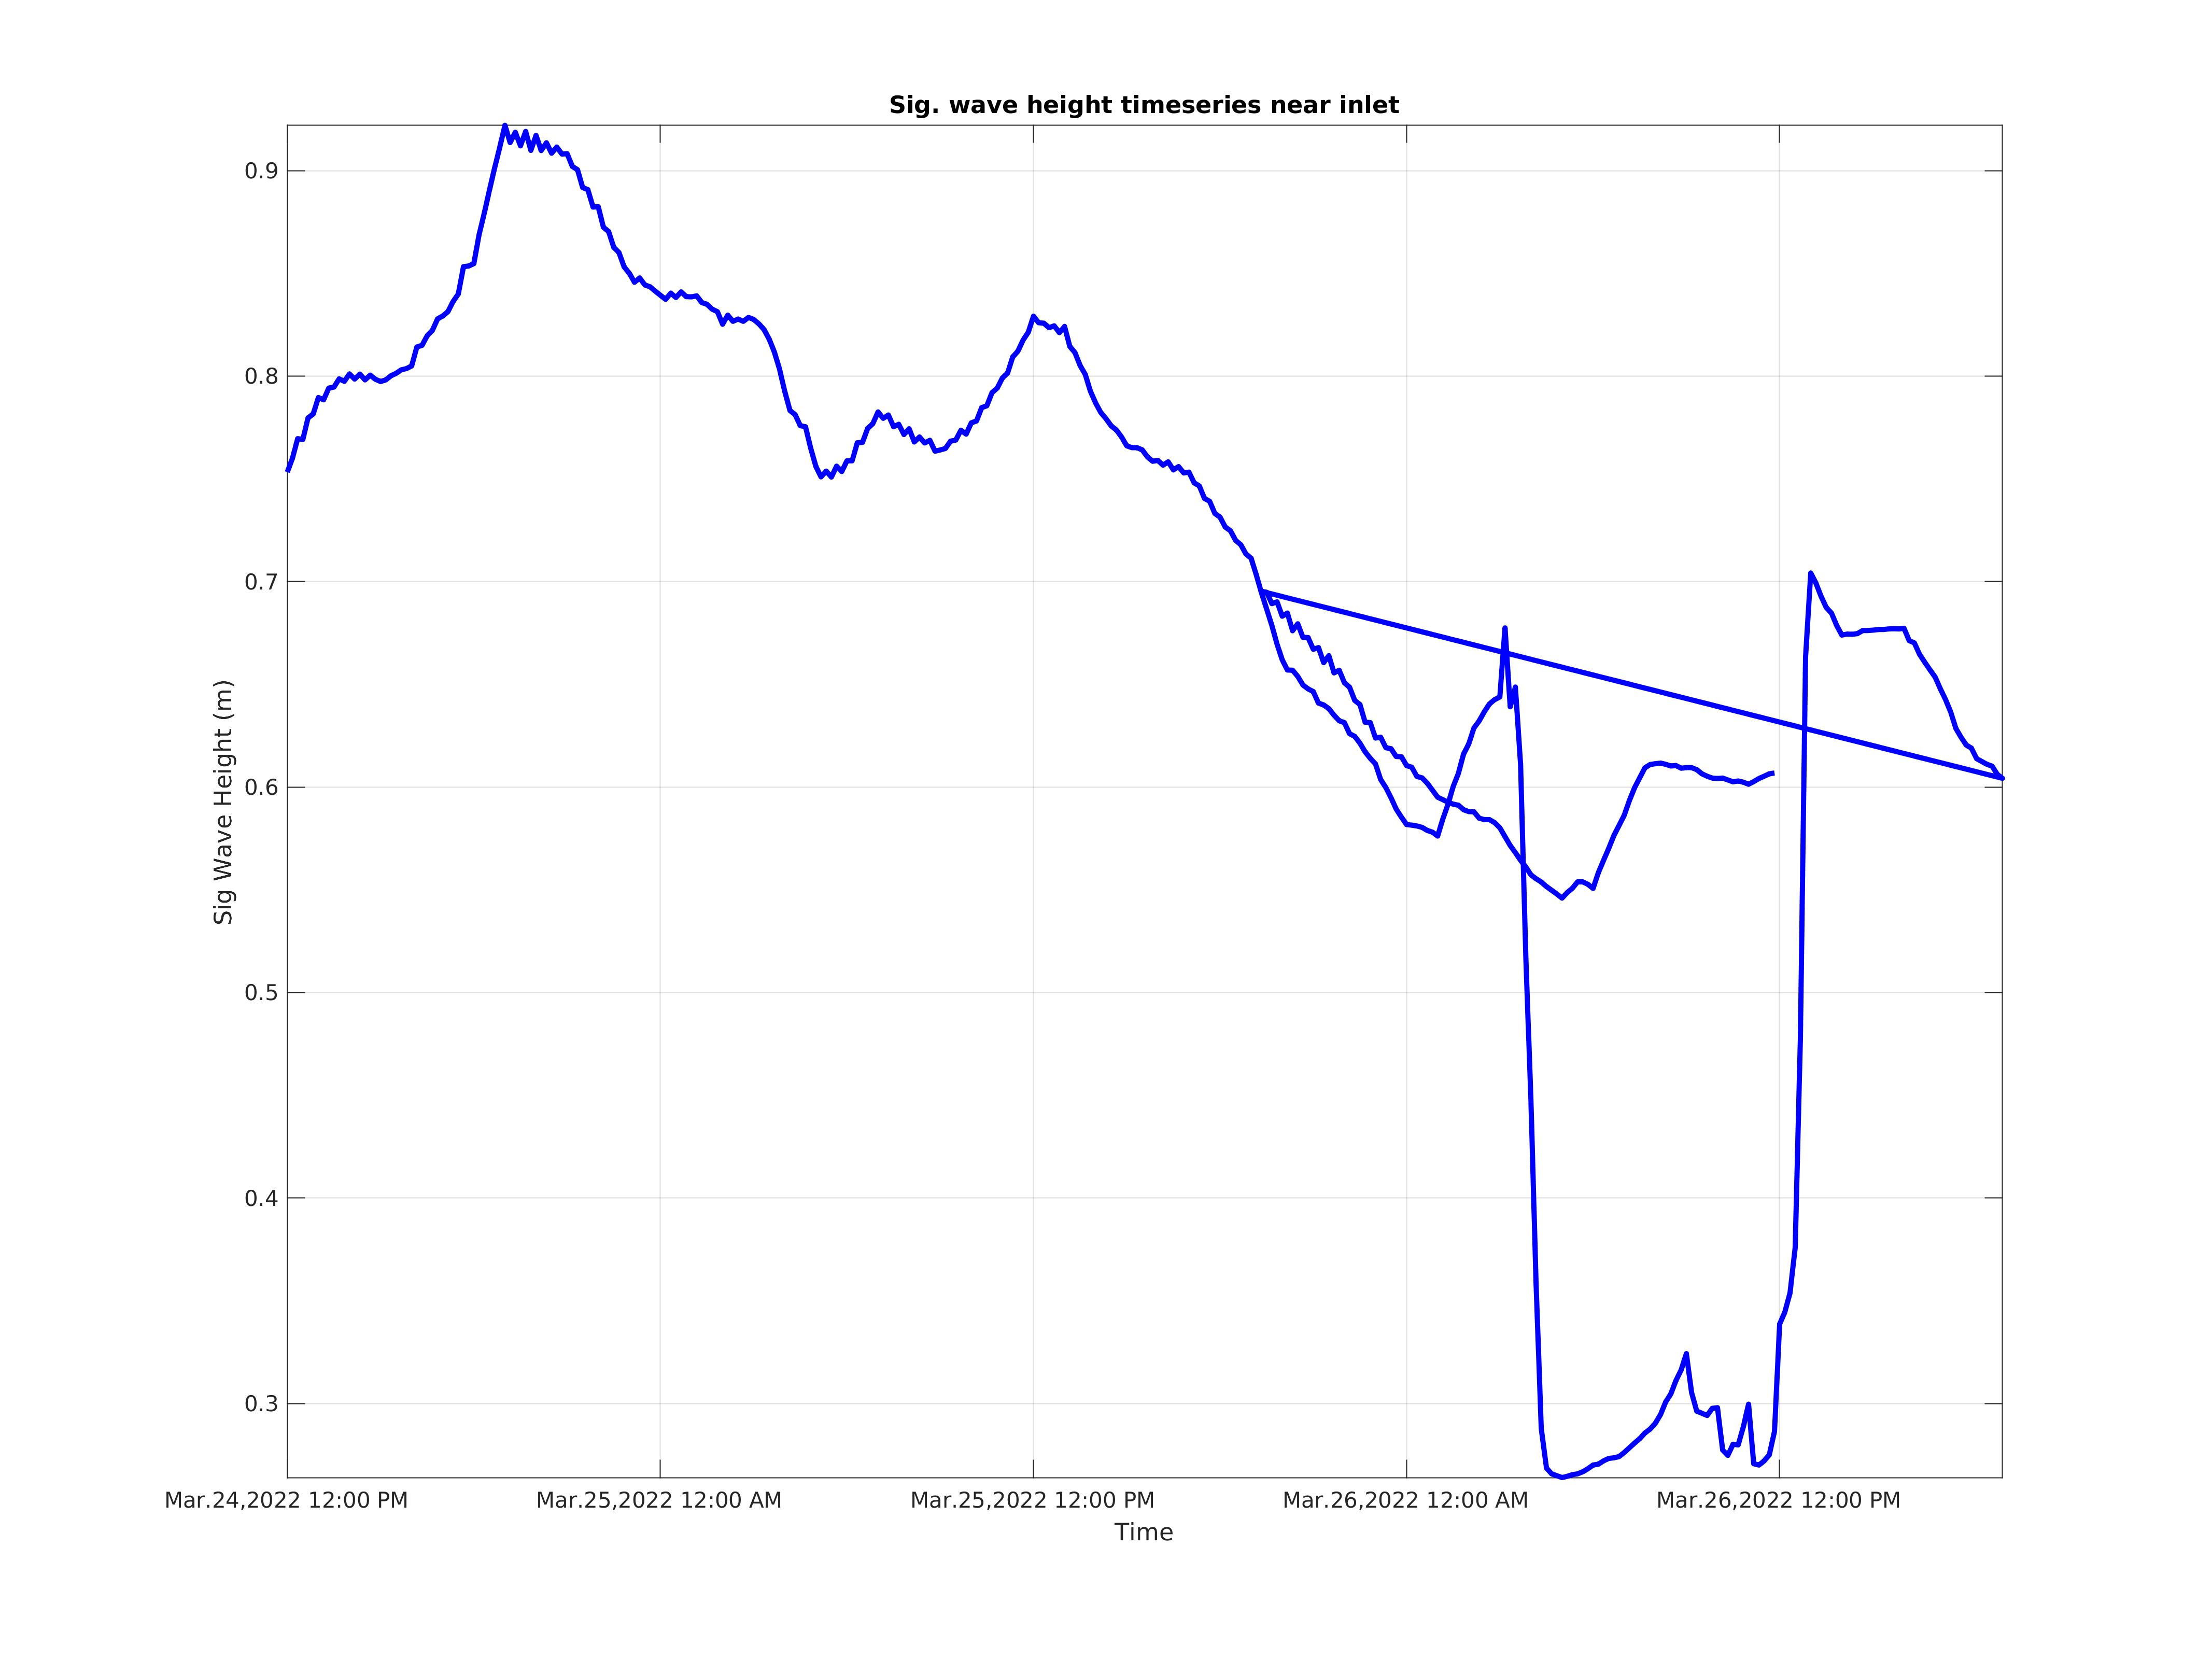 Sig. wave height timeseries near inlet
0.9
0.8
0.7
0.6
0.5
0.4
0.3
Sig Wave Height (m)
Mar.24,2022 12:00 PM
Mar.25,2022 12:00 AM
Mar.25,2022 12:00 PM
Mar.26,2022 12:00 AM
Mar.26,2022 12:00 PM
Time